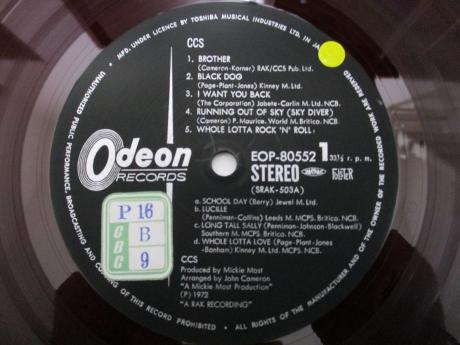 MFD. UNDER LICENCE BY TOSHIBA MUSICAL INDUSTRIES LTD. IN JA
CCS
1. BROTHER
(Cameron-Korner) RAK/CCS Pub. Ltd.
2. BLACK DOG
(Page-Plant-Jones) Kinney M. Ltd.
3. I WANT YOU BACK
(The Corporation) Jobete-Carlin M. Ltd. NCB.
4. RUNNING OUT OF SKY (SKY DIVER)
(Cameron) P. Maurice. World M. Britico. NCB.
5. WHOLE LOTTA ROCK 'N' ROLL:
Odeon
RECORDS
EOP-80552 1 33⅓ r. p. m.
STEREO
(SRAK-503A)
a. SCHOOL DAY (Berry) Jewel M. Ltd.
b. LUCILLE
(Penniman-Collins) Leeds M. MCPS. Britico. NCB.
c. LONG TALL SALLY (Penniman-Johnson-Blackwell)
Southern M. MCPS. Britico. NCB.
d. WHOLE LOTTA LOVE (Page-Plant-Jones
-Bonham) Kinney M. Ltd. MCPS. NCB.
P 16
C B
B
C 9
CCS
Produced by Mickie Most
Arranged by John Cameron
"A Mickie Most Production"
(P) 1972
"A RAK RECORDING"
UNAUTHORIZED PUBLIC PERFORMANCE, BROADCASTING AND COPYING OF THIS RECORD PROHIBITED
ALL RIGHTS OF THE MANUFACTURER AND OF THE OWNER OF THE RECORDED WORK ARE RESERVED